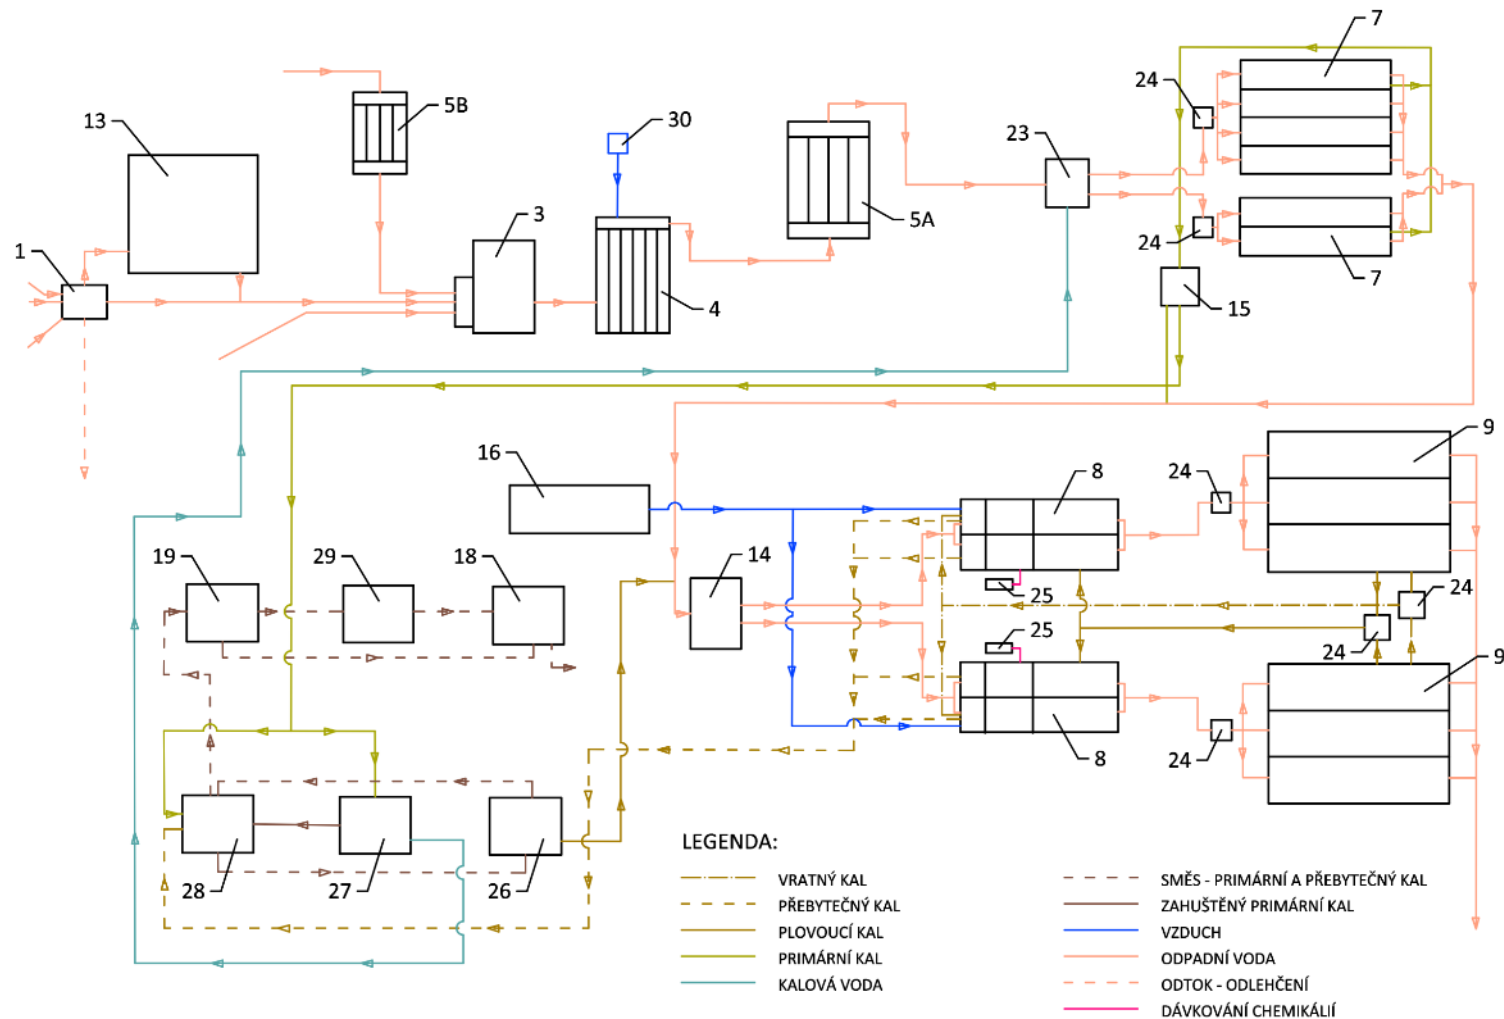 7
24
5B
30
13
23
5A
3
24
1
7
4
15
9
16
8
24
19
29
18
14
25
24
25
24
9
24
8
28
27
26
LEGENDA:
VRATNÝ KAL
PŘEBYTEČNÝ KAL
PLOVOUCÍ KAL
PRIMÁRNÍ KAL
KALOVÁ VODA
SMĚS - PRIMÁRNÍ A PŘEBYTEČNÝ KAL
ZAHUŠTĚNÝ PRIMÁRNÍ KAL
VZDUCH
ODPADNÍ VODA
ODTOK - ODLEHČENÍ
DÁVKOVÁNÍ CHEMIKÁLIÍ